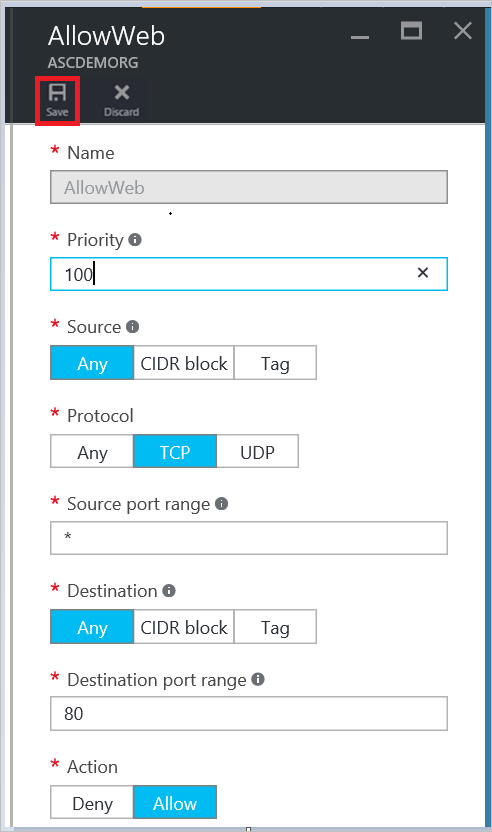 AllowWeb
ASCDEMORG
Save Discard
* Name
AllowWeb
* Priority
100
* Source
Any CIDR block Tag
* Protocol
Any TCP UDP
* Source port range
*
* Destination
Any CIDR block Tag
* Destination port range
80
* Action
Deny Allow